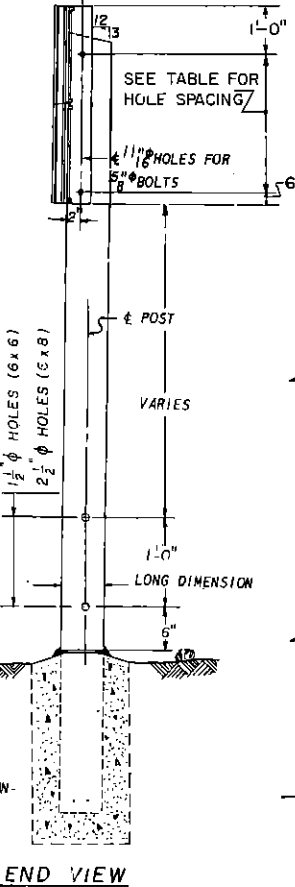 12
3
1'-0"
SEE TABLE FOR
HOLE SPACING
℄ 11/16"φ HOLES FOR
5/8"φ BOLTS
6
2"
℄ POST
1 1/2"φ HOLES (6x6)
2 1/2"φ HOLES (6x8)
VARIES
1'-0"
LONG DIMENSION
6"
W-
END VIEW